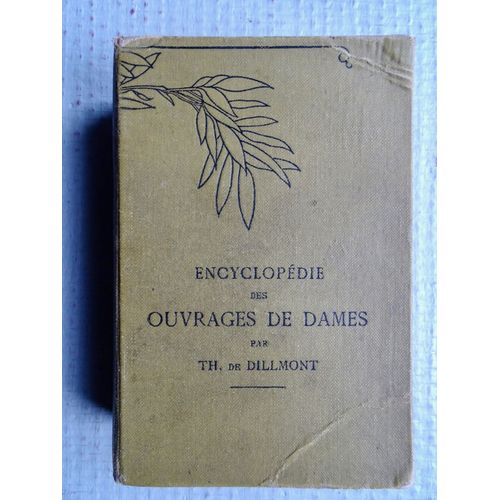 ENCYCLOPÉDIE
DES
OUVRAGES DE DAMES
PAR
TH. DE DILLMONT